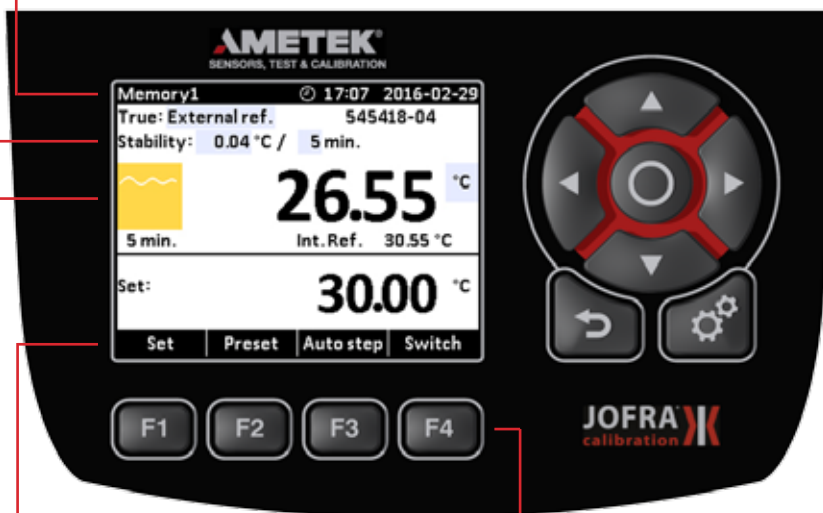 AMETEK®
SENSORS, TEST & CALIBRATION
Memory1 17:07 2016-02-29
True: External ref. 545418-04
Stability: 0.04 °C / 5 min.
26.55 °C
5 min. Int. Ref. 30.55 °C
Set: 30.00 °C
Set Preset Auto step Switch
F1 F2 F3 F4
JOFRA
calibration